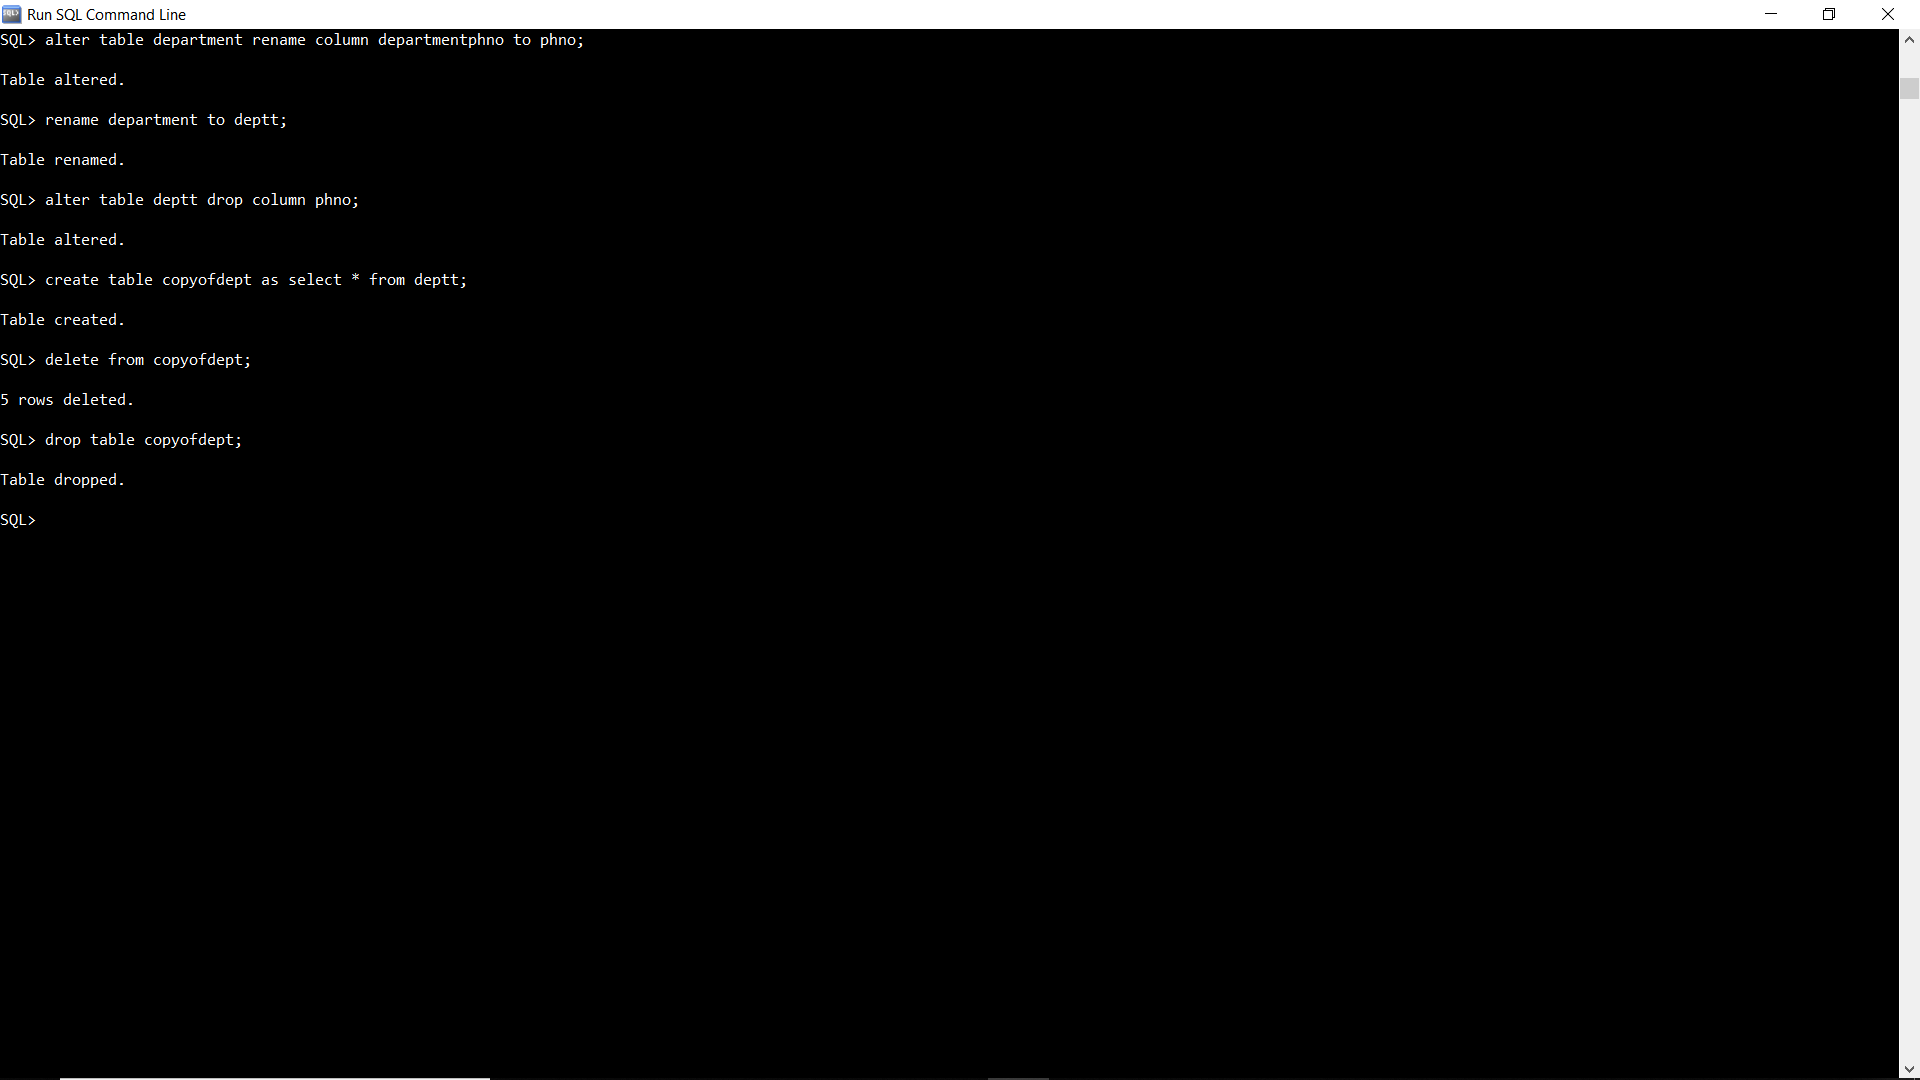 Run SQL Command Line
SQL> alter table department rename column departmentphno to phno;
Table altered.
SQL> rename department to deptt;
Table renamed.
SQL> alter table deptt drop column phno;
Table altered.
SQL> create table copyofdept as select * from deptt;
Table created.
SQL> delete from copyofdept;
5 rows deleted.
SQL> drop table copyofdept;
Table dropped.
SQL>